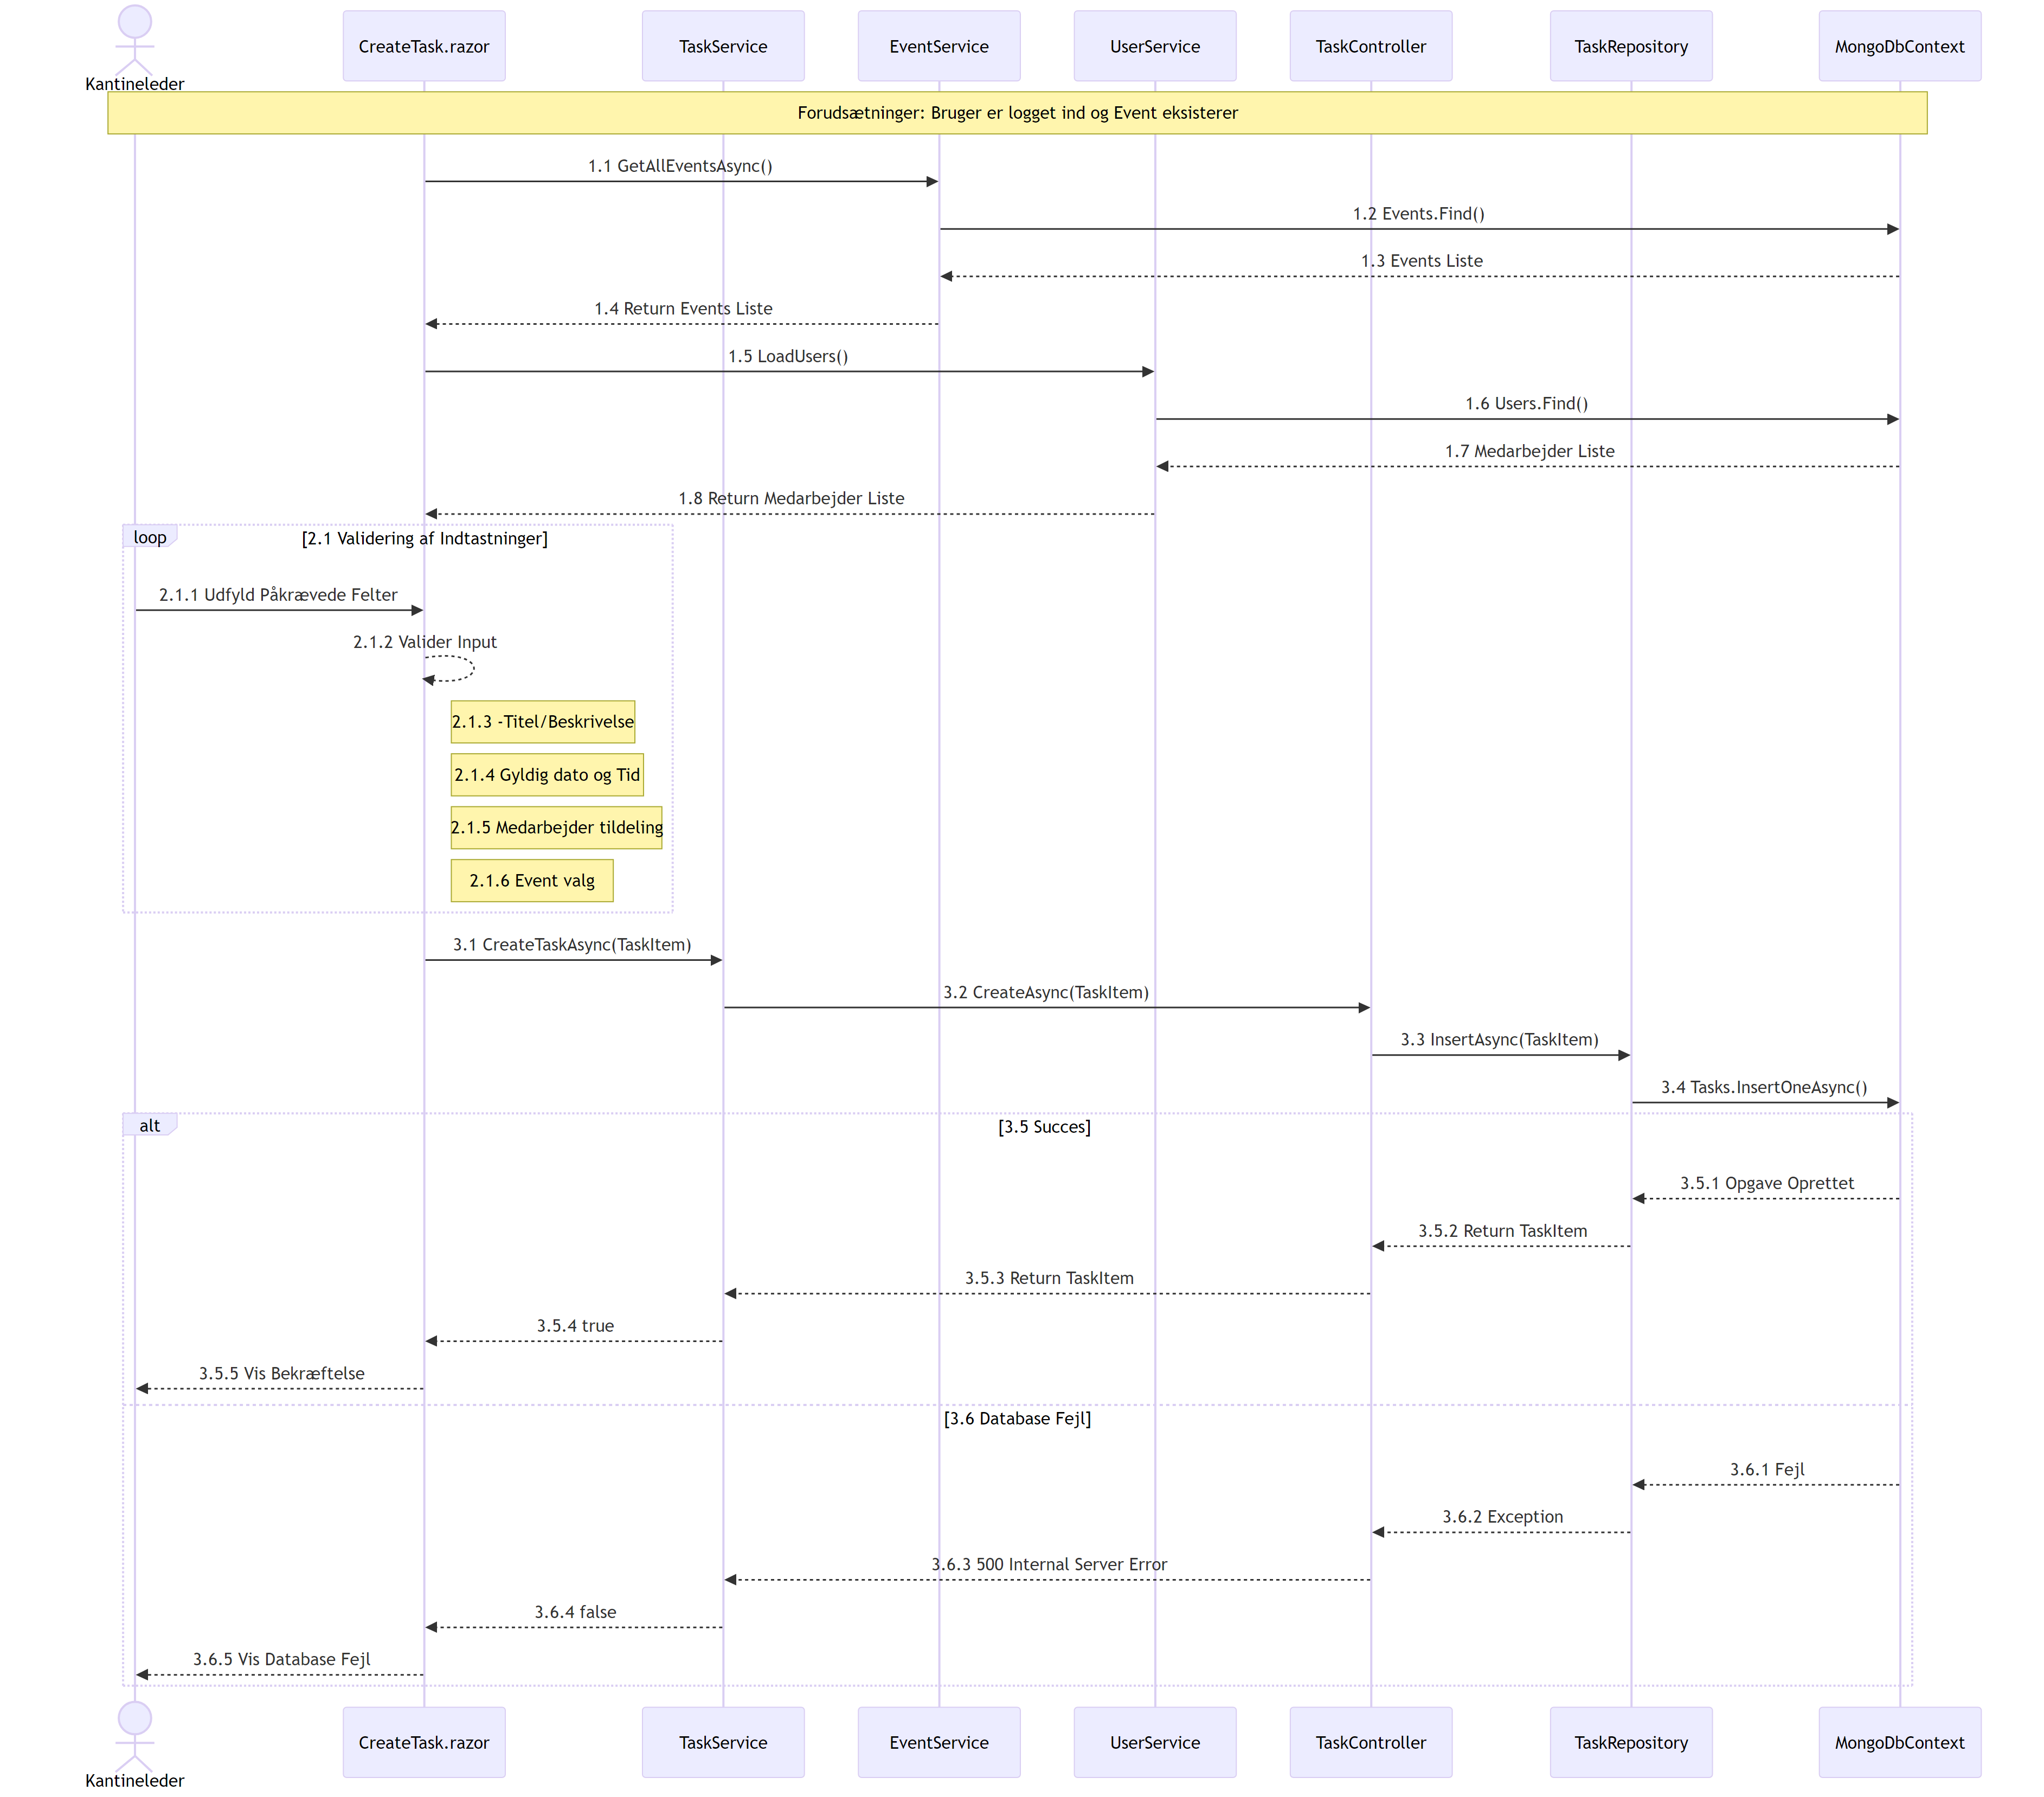 Kantineleder
CreateTask.razor
TaskService
EventService
UserService
TaskController
TaskRepository
MongoDbContext
Forudsætninger: Bruger er logget ind og Event eksisterer
1.1 GetAllEventsAsync()
1.2 Events.Find()
1.3 Events Liste
1.4 Return Events Liste
1.5 LoadUsers()
1.6 Users.Find()
1.7 Medarbejder Liste
1.8 Return Medarbejder Liste
loop
[2.1 Validering af Indtastninger]
2.1.1 Udfyld Påkrævede Felter
2.1.2 Valider Input
2.1.3 -Titel/Beskrivelse
2.1.4 Gyldig dato og Tid
2.1.5 Medarbejder tildeling
2.1.6 Event valg
3.1 CreateTaskAsync(TaskItem)
3.2 CreateAsync(TaskItem)
3.3 InsertAsync(TaskItem)
3.4 Tasks.InsertOneAsync()
alt
[3.5 Succes]
3.5.1 Opgave Oprettet
3.5.2 Return TaskItem
3.5.3 Return TaskItem
3.5.4 true
3.5.5 Vis Bekræftelse
[3.6 Database Fejl]
3.6.1 Fejl
3.6.2 Exception
3.6.3 500 Internal Server Error
3.6.4 false
3.6.5 Vis Database Fejl
Kantineleder
CreateTask.razor
TaskService
EventService
UserService
TaskController
TaskRepository
MongoDbContext